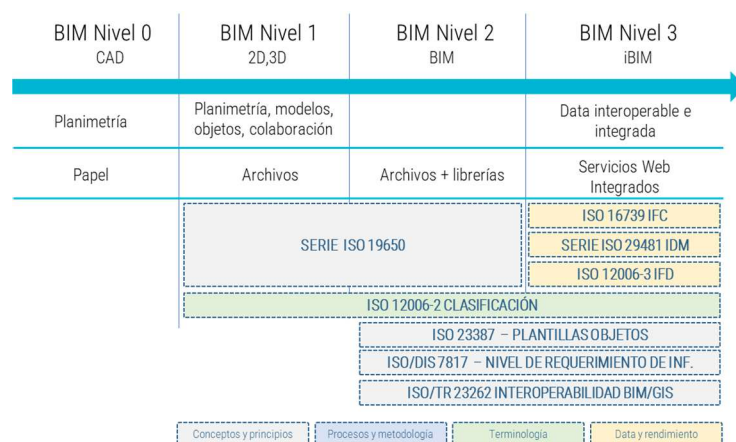 BIM Nivel 0
CAD
BIM Nivel 1
2D,3D
BIM Nivel 2
BIM
BIM Nivel 3
iBIM
Planimetría
Planimetría, modelos,
objetos, colaboración
Data interoperable e
integrada
Papel
Archivos
Archivos + librerías
Servicios Web
Integrados
SERIE ISO 19650
ISO 16739 IFC
SERIE ISO 29481 IDM
ISO 12006-3 IFD
ISO 12006-2 CLASIFICACIÓN
ISO 23387 – PLANTILLAS OBJETOS
ISO/DIS 7817 – NIVEL DE REQUERIMIENTO DE INF.
ISO/TR 23262 INTEROPERABILIDAD BIM/GIS
Conceptos y principios
Procesos y metodología
Terminología
Data y rendimiento